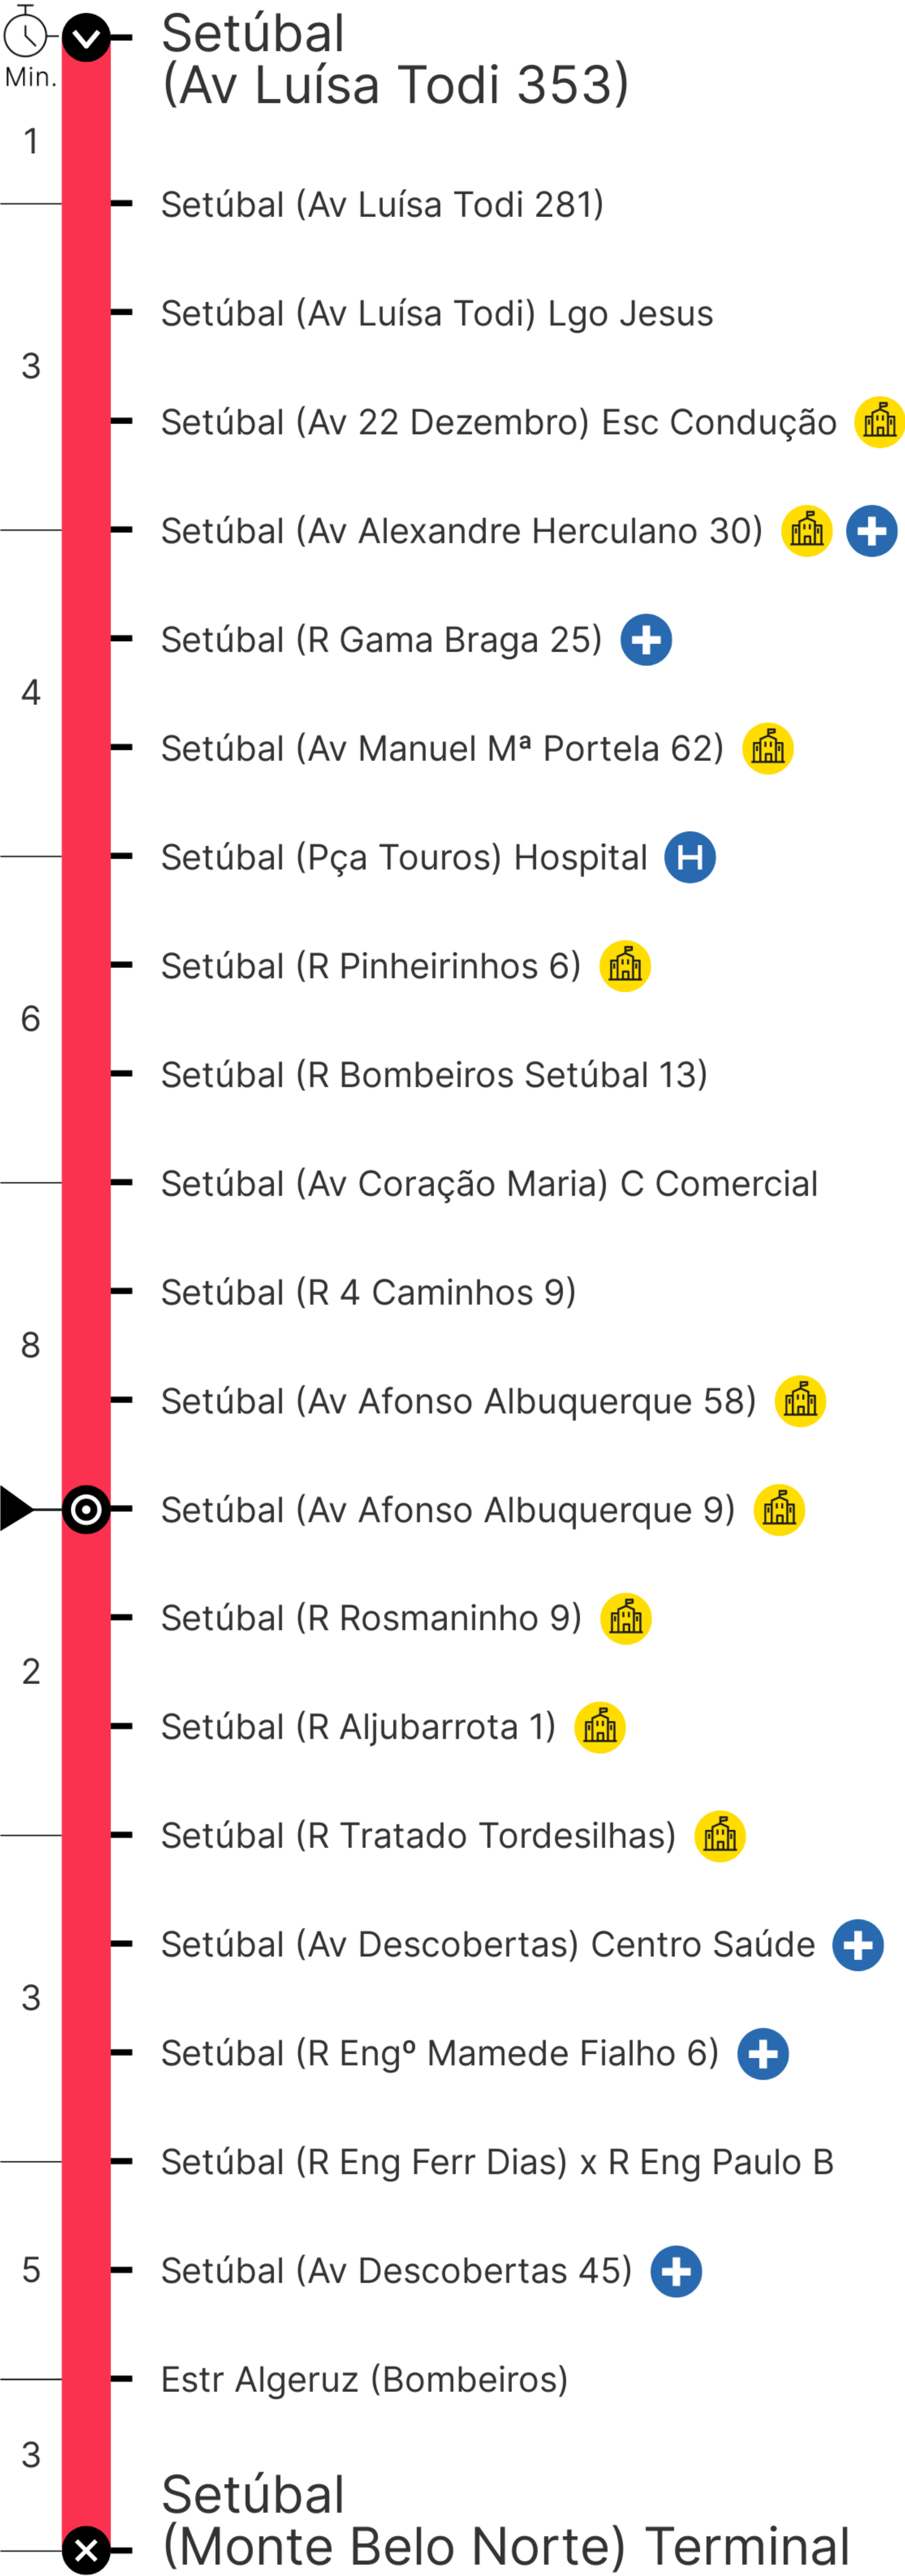 Min.
Setúbal
(Av Luísa Todi 353)
1
Setúbal (Av Luísa Todi 281)
Setúbal (Av Luísa Todi) Lgo Jesus
3
Setúbal (Av 22 Dezembro) Esc Condução
Setúbal (Av Alexandre Herculano 30)
Setúbal (R Gama Braga 25)
4
Setúbal (Av Manuel Mª Portela 62)
Setúbal (Pça Touros) Hospital H
Setúbal (R Pinheirinhos 6)
6
Setúbal (R Bombeiros Setúbal 13)
Setúbal (Av Coração Maria) C Comercial
Setúbal (R 4 Caminhos 9)
8
Setúbal (Av Afonso Albuquerque 58)
Setúbal (Av Afonso Albuquerque 9)
Setúbal (R Rosmaninho 9)
2
Setúbal (R Aljubarrota 1)
Setúbal (R Tratado Tordesilhas)
Setúbal (Av Descobertas) Centro Saúde
3
Setúbal (R Engº Mamede Fialho 6)
Setúbal (R Eng Ferr Dias) x R Eng Paulo B
5
Setúbal (Av Descobertas 45)
Estr Algeruz (Bombeiros)
3
Setúbal
(Monte Belo Norte) Terminal